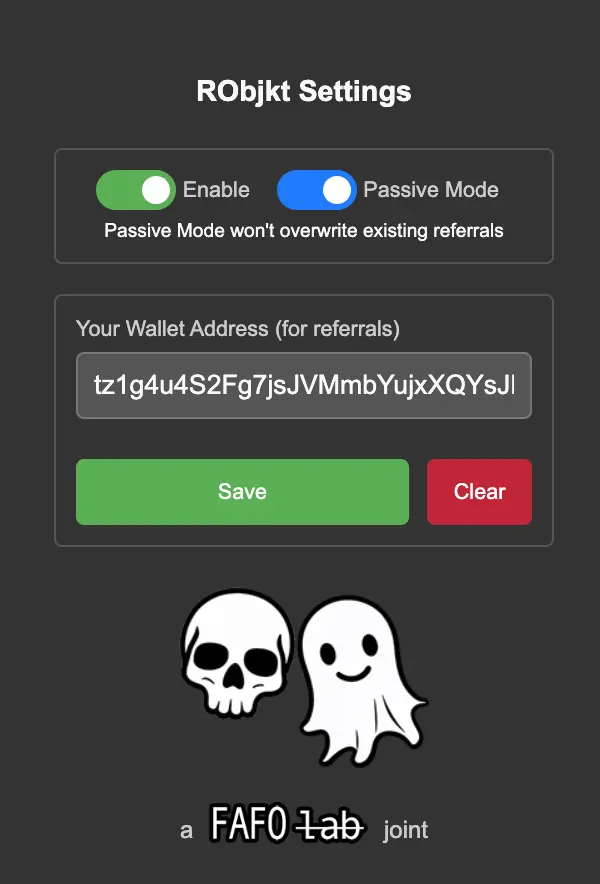 RObjkt Settings
Enable Passive Mode
Passive Mode won't overwrite existing referrals
Your Wallet Address (for referrals)
tz1g4u4S2Fg7jsJVMmbYujxXQYsJ
Save Clear
a FAFO lab joint